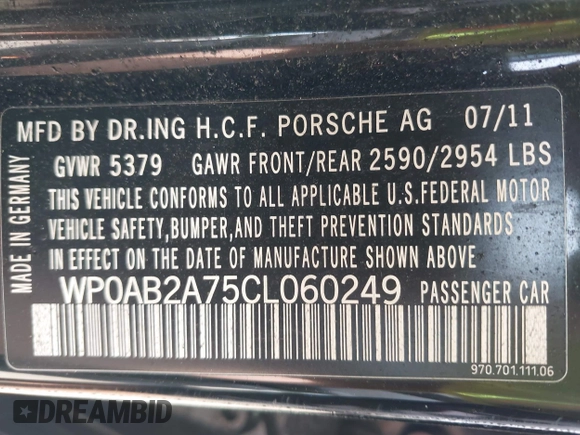 MFD BY DR.ING H.C.F. PORSCHE AG 07/11
GVWR 5379 GAWR FRONT/REAR 2590/2954 LBS
THIS VEHICLE CONFORMS TO ALL APPLICABLE U.S.FEDERAL MOTOR
VEHICLE SAFETY,BUMPER,AND THEFT PREVENTION STANDARDS
IN EFFECT ON THE DATE OF MANUFACTURE SHOWN ABOVE
WP0AB2A75CL060249 PASSENGER CAR
MADE IN GERMANY
970.701.111.06
DREAMBID